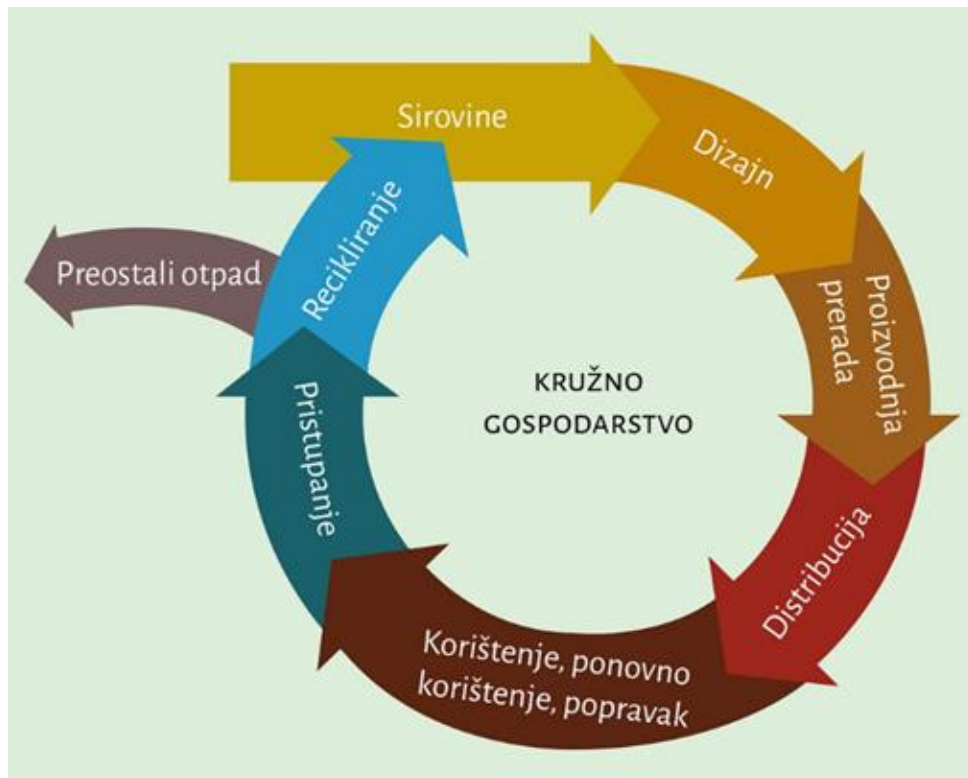 Sirovine
Dizajn
Proizvodnja
prerada
Distribucija
Korištenje, ponovno
korištenje, popravak
Pristupanje
Recikliranje
Preostali otpad
KRUŽNO
GOSPODARSTVO